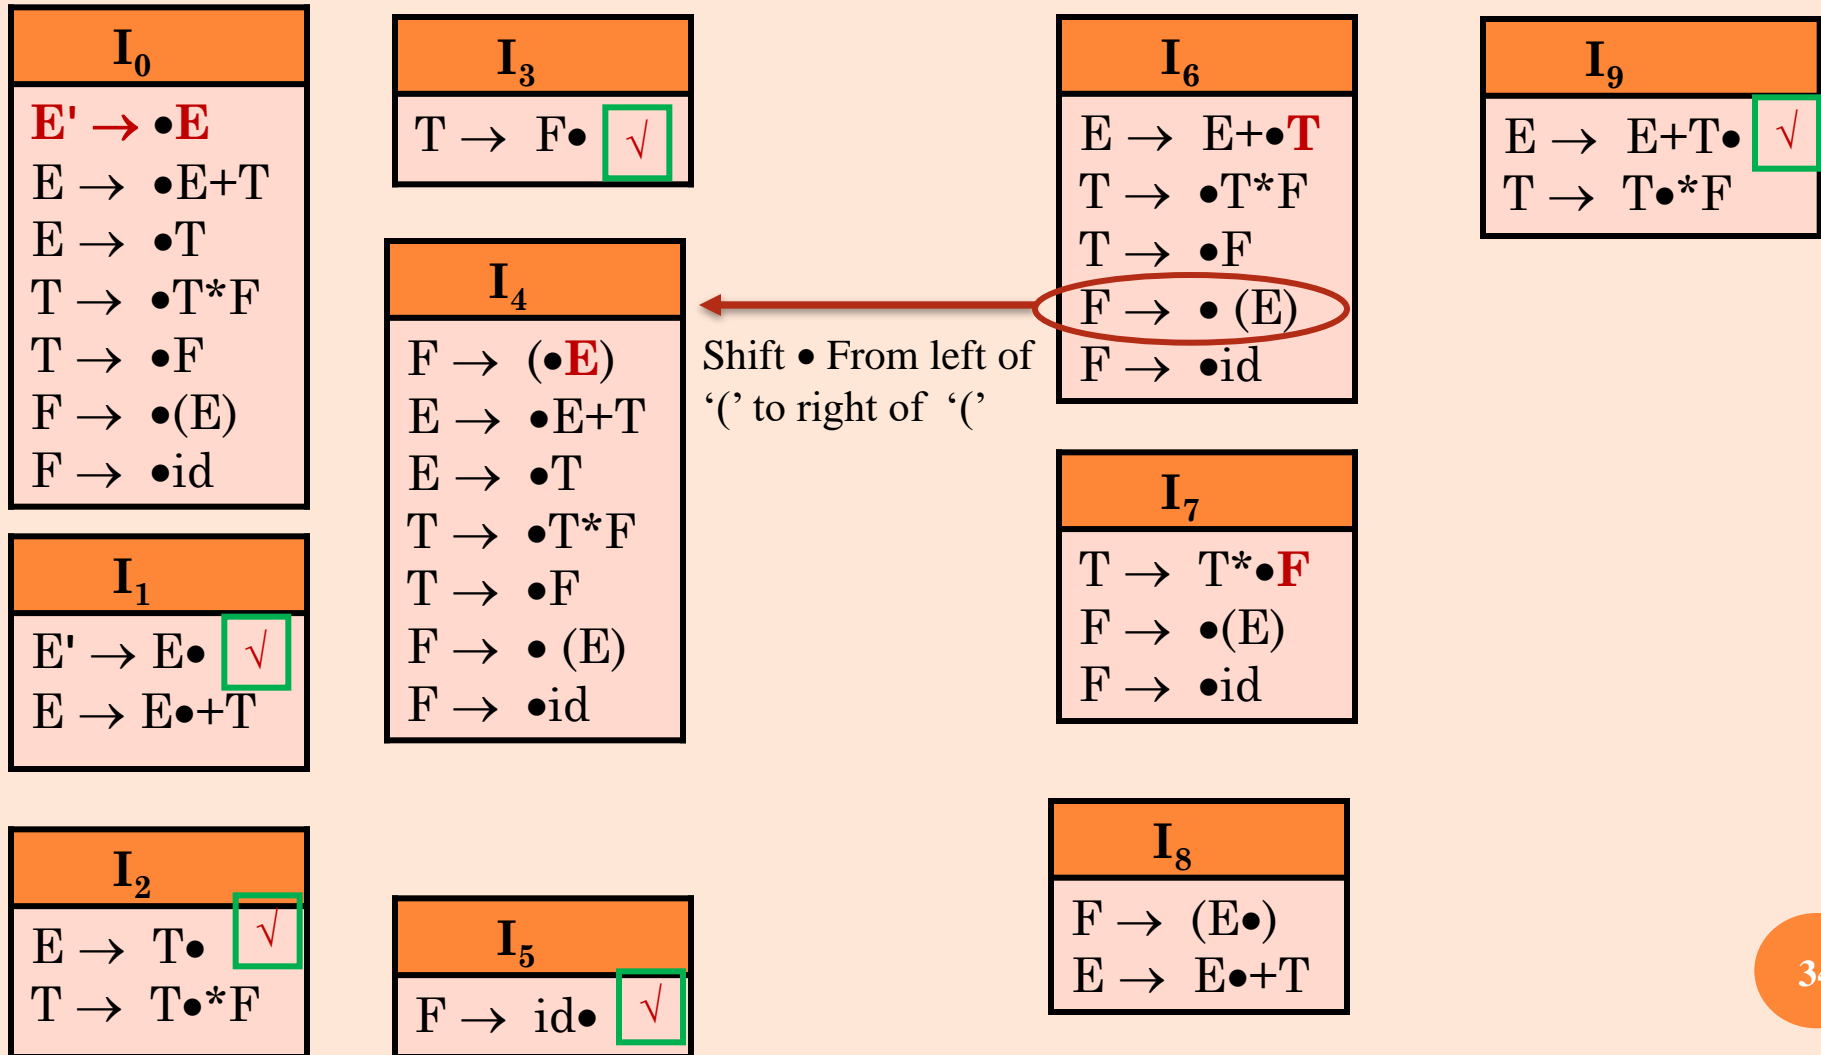 I₀
E' → •E
E → •E+T
E → •T
T → •T*F
T → •F
F → •(E)
F → •id
I₁
E' → E• √
E → E•+T
I₂
E → T• √
T → T•*F
I₃
T → F• √
I₄
F → (•E)
E → •E+T
E → •T
T → •T*F
T → •F
F → • (E)
F → •id
I₅
F → id• √
Shift • From left of
‘(’ to right of ‘(’
I₆
E → E+•T
T → •T*F
T → •F
F → • (E)
F → •id
I₇
T → T*•F
F → •(E)
F → •id
I₈
F → (E•)
E → E•+T
I₉
E → E+T• √
T → T•*F